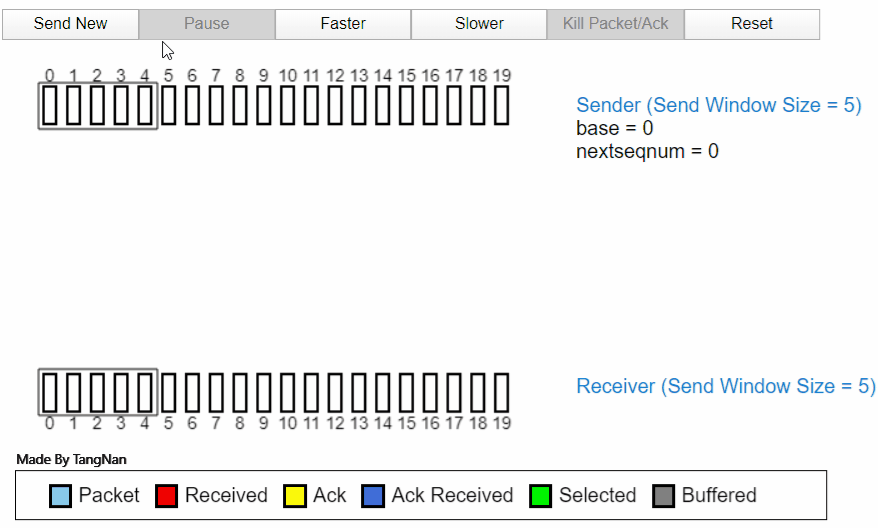 Send New Pause Faster Slower Kill Packet/Ack Reset
0 1 2 3 4 5 6 7 8 9 10 11 12 13 14 15 16 17 18 19
Sender (Send Window Size = 5)
base = 0
nextseqnum = 0
Receiver (Send Window Size = 5)
0 1 2 3 4 5 6 7 8 9 10 11 12 13 14 15 16 17 18 19
Made By TangNan
Packet Received Ack Ack Received Selected Buffered